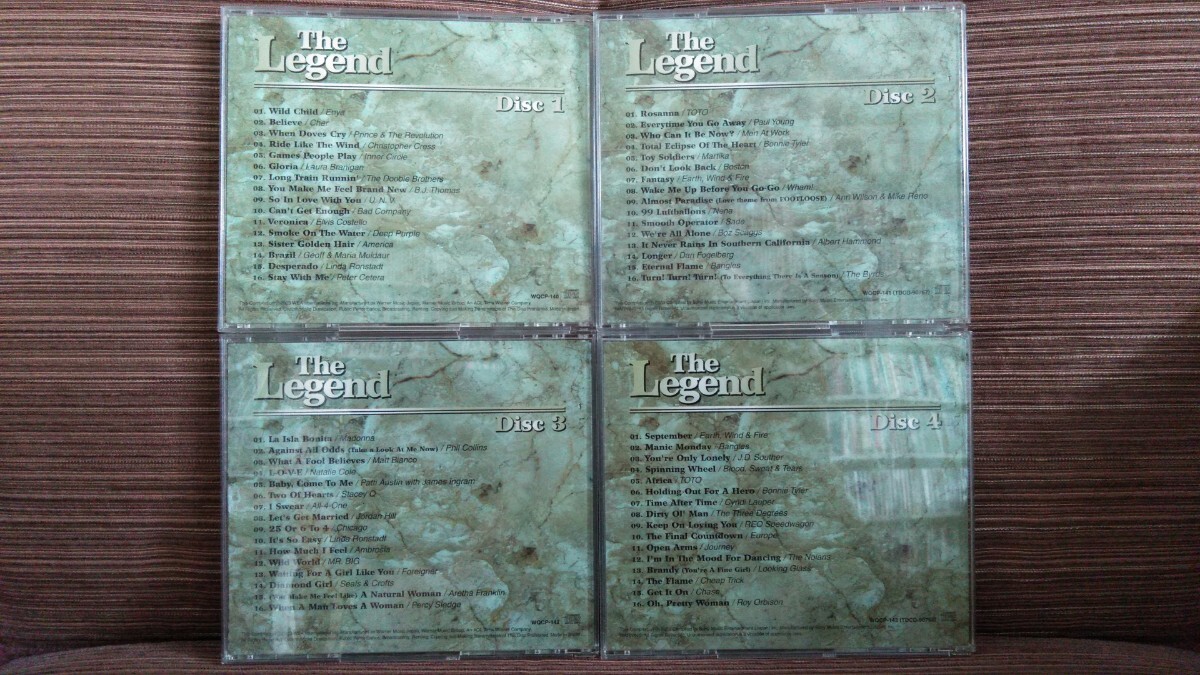 The
Legend
Disc 1
01. Wild Child / Enya
02. Believe / Cher
03. When Doves Cry / Prince & The Revolution
04. Ride Like The Wind / Christopher Cross
05. Games People Play / Inner Circle
06. Gloria / Laura Branigan
07. Long Train Runnin' / The Doobie Brothers
08. You Make Me Feel Brand New / B.J. Thomas
09. So In Love With You / U.N.V.
10. Can't Get Enough / Bad Company
11. Veronica / Elvis Costello
12. Smoke On The Water / Deep Purple
13. Sister Golden Hair / America
14. Brazil / Geoff & Maria Muldaur
15. Desperado / Linda Ronstadt
16. Stay With Me / Peter Cetera
WQCP-140
The
Legend
Disc 2
01. Rosanna / TOTO
02. Everytime You Go Away / Paul Young
03. Who Can It Be Now? / Men At Work
04. Total Eclipse Of The Heart / Bonnie Tyler
05. Toy Soldiers / Martika
06. Don't Look Back / Boston
07. Fantasy / Earth, Wind & Fire
08. Wake Me Up Before You Go-Go / Wham!
09. Almost Paradise (Love theme from FOOTLOOSE) / Ann Wilson & Mike Reno
10. 99 Luftballons / Nena
11. Smooth Operator / Sade
12. We're All Alone / Boz Scaggs
13. It Never Rains In Southern California / Albert Hammond
14. Longer / Dan Fogelberg
15. Eternal Flame / Bangles
16. Turn! Turn! Turn! (To Everything There Is A Season) / The Byrds
WQCP-141
The
Legend
Disc 3
01. La Isla Bonita / Madonna
02. Against All Odds (Take a Look At Me Now) / Phil Collins
03. What A Fool Believes / Matt Bianco
04. L-O-V-E / Natalie Cole
05. Baby, Come To Me / Patti Austin with James Ingram
06. Two Of Hearts / Stacey Q
07. I Swear / All-4-One
08. Let's Get Married / Jordan Hill
09. 25 Or 6 To 4 / Chicago
10. It's So Easy / Linda Ronstadt
11. How Much I Feel / Ambrosia
12. Wild World / MR. BIG
13. Waiting For A Girl Like You / Foreigner
14. Diamond Girl / Seals & Crofts
15. (You Make Me Feel Like) A Natural Woman / Aretha Franklin
16. When A Man Loves A Woman / Percy Sledge
WQCP-142
The
Legend
Disc 4
01. September / Earth, Wind & Fire
02. Manic Monday / Bangles
03. You're Only Lonely / J.D. Souther
04. Spinning Wheel / Blood, Sweat & Tears
05. Africa / TOTO
06. Holding Out For A Hero / Bonnie Tyler
07. Time After Time / Cyndi Lauper
08. Dirty Ol' Man / The Three Degrees
09. Keep On Loving You / REO Speedwagon
10. The Final Countdown / Europe
11. Open Arms / Journey
12. I'm In The Mood For Dancing / The Nolans
13. Brandy (You're A Fine Girl) / Looking Glass
14. The Flame / Cheap Trick
15. Get It On / Chase
16. Oh, Pretty Woman / Roy Orbison
WQCP-143